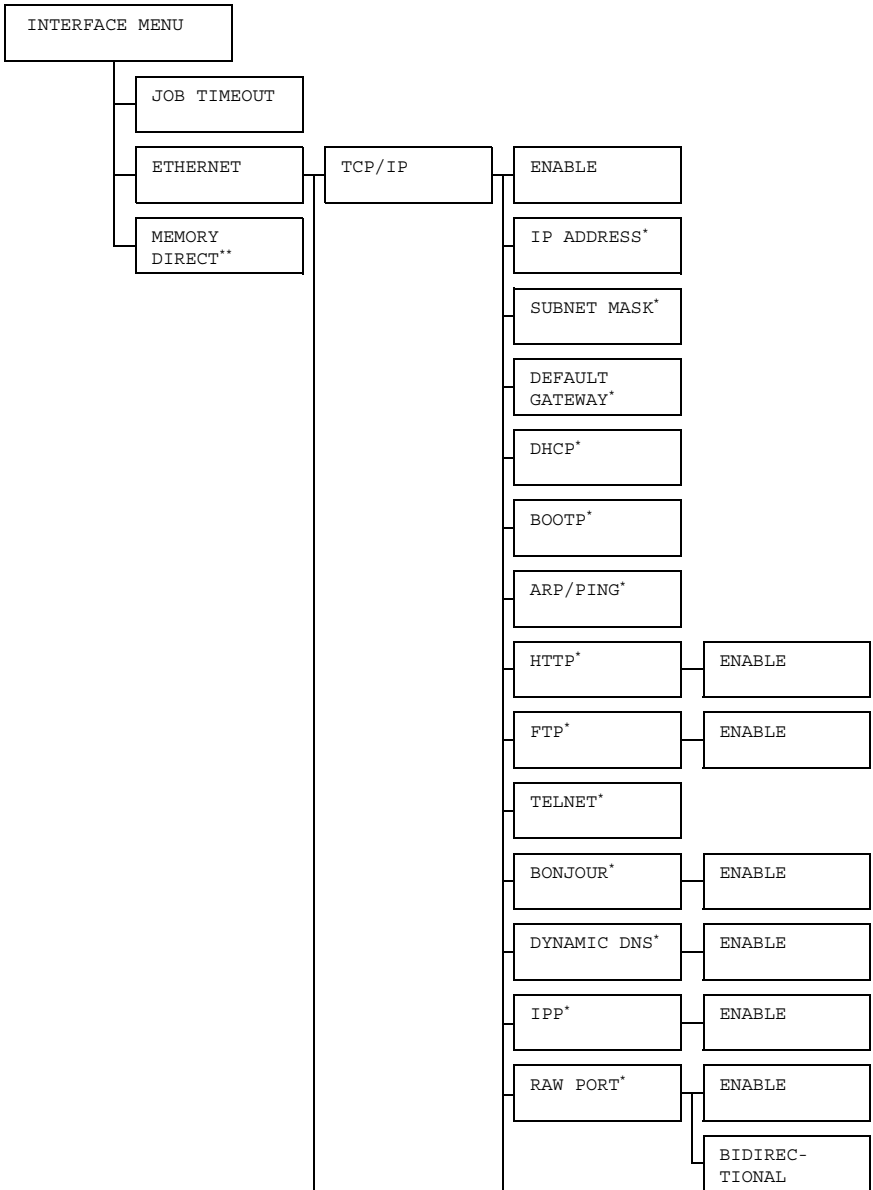 INTERFACE MENU
JOB TIMEOUT
ETHERNET
TCP/IP
ENABLE
MEMORY
DIRECT**
IP ADDRESS*
SUBNET MASK*
DEFAULT
GATEWAY*
DHCP*
BOOTP*
ARP/PING*
HTTP*
ENABLE
FTP*
ENABLE
TELNET*
BONJOUR*
ENABLE
DYNAMIC DNS*
ENABLE
IPP*
ENABLE
RAW PORT*
ENABLE
BIDIREC-
TIONAL